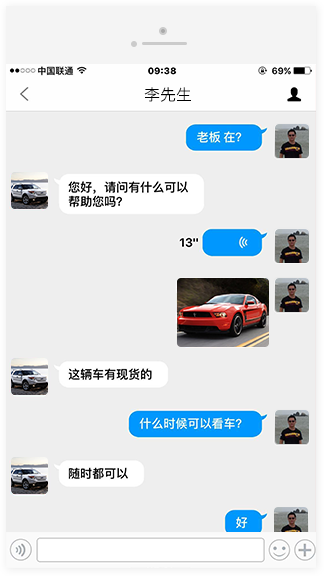 中国联通 09:38 69%
李先生
老板 在?
您好，请问有什么可以
帮助您吗?
13"
这辆车有现货的
什么时候可以看车?
随时都可以
好